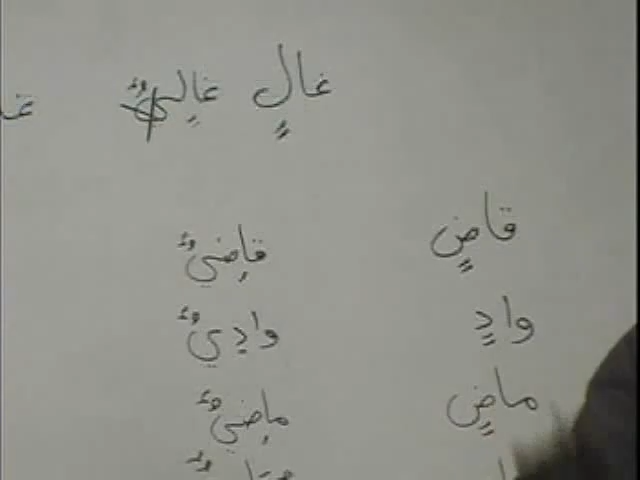 غالٍ غالِيٌ
قاضٍ قاضِيٌ
وادٍ وادِيٌ
ماضٍ ماضِيٌ